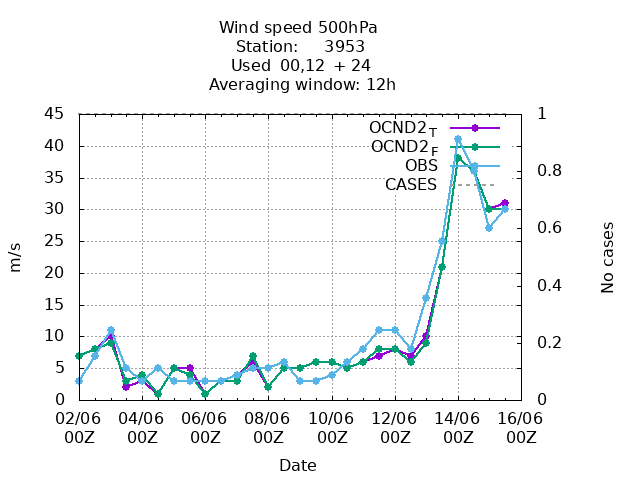 Wind speed 500hPa
Station: 3953
Used 00,12 + 24
Averaging window: 12h
OCND2_T
OCND2_F
OBS
CASES
45
40
35
30
25
20
15
10
5
0
1
0.8
0.6
0.4
0.2
0
m/s
No cases
02/06 04/06 06/06 08/06 10/06 12/06 14/06 16/06
00Z 00Z 00Z 00Z 00Z 00Z 00Z 00Z
Date